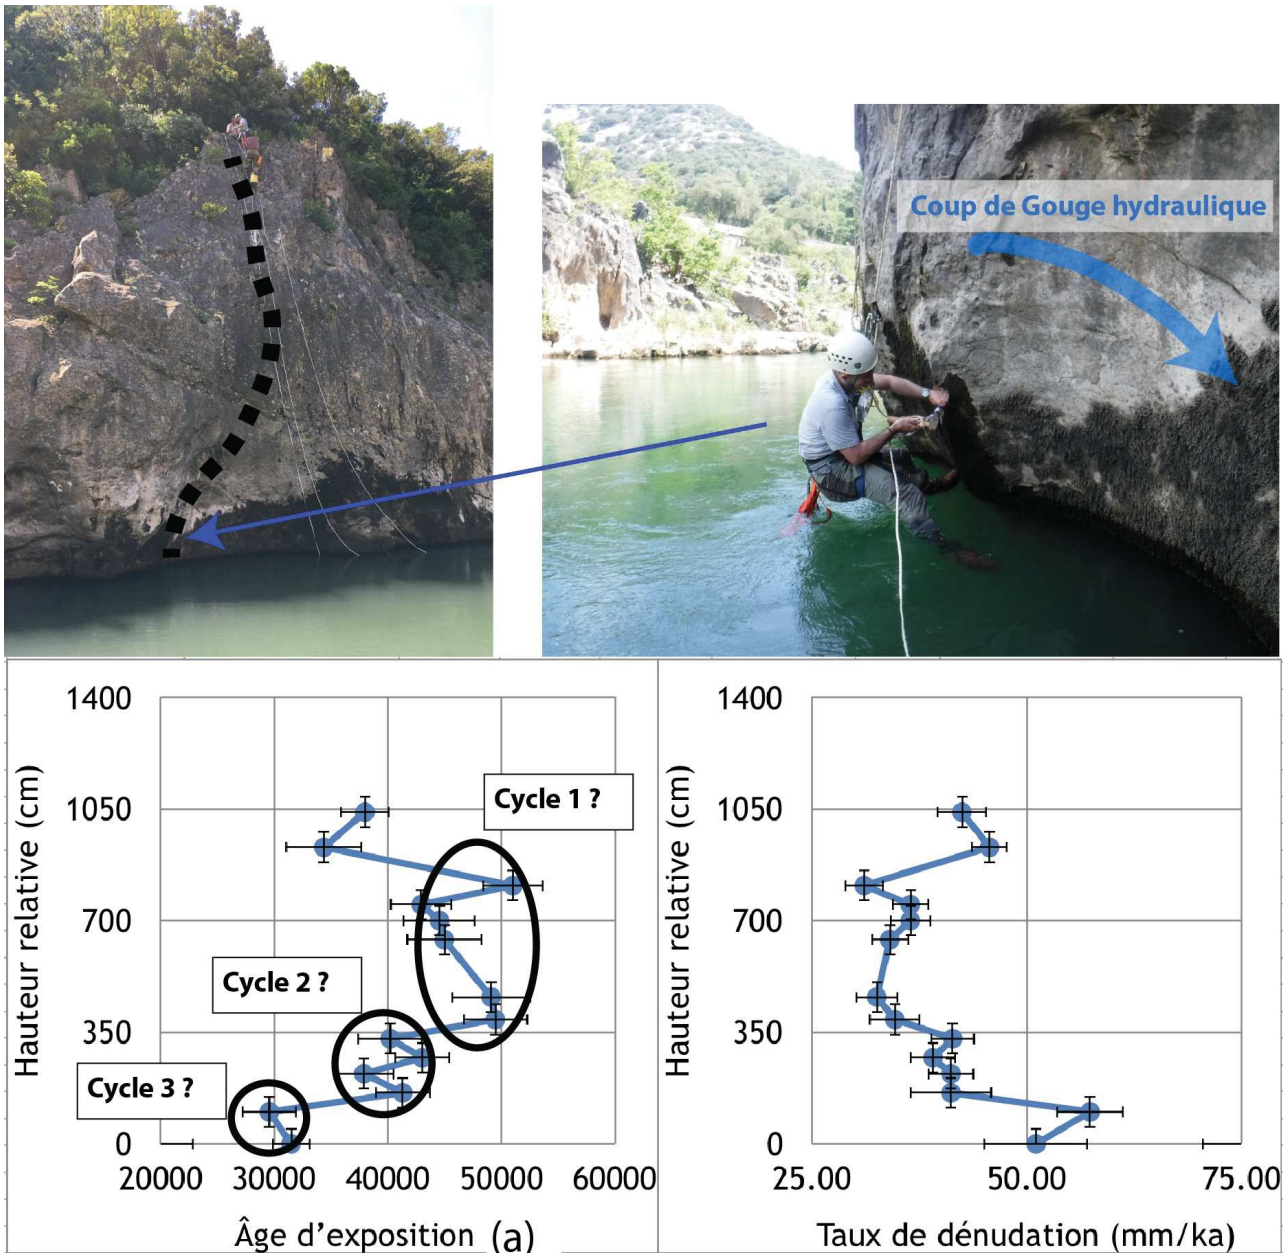 Coup de Gouge hydraulique
1400
1050
700
350
0
Hauteur relative (cm)
Cycle 1 ?
Cycle 2 ?
Cycle 3 ?
20000 30000 40000 50000 60000
Âge d'exposition (a)
1400
1050
700
350
0
Hauteur relative (cm)
25.00 50.00 75.00
Taux de dénudation (mm/ka)